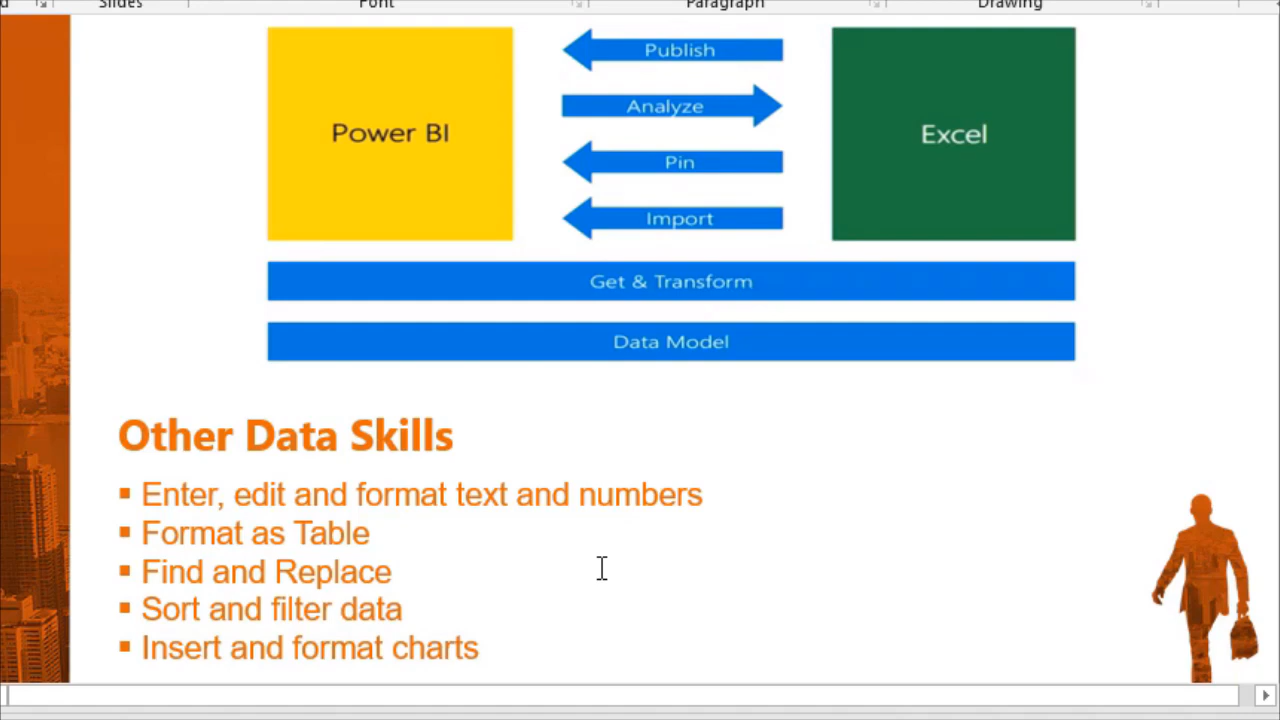 Slides Font Paragraph Drawing
Publish
Analyze
Power BI
Excel
Pin
Import
Get & Transform
Data Model
Other Data Skills
Enter, edit and format text and numbers
Format as Table
Find and Replace
Sort and filter data
Insert and format charts